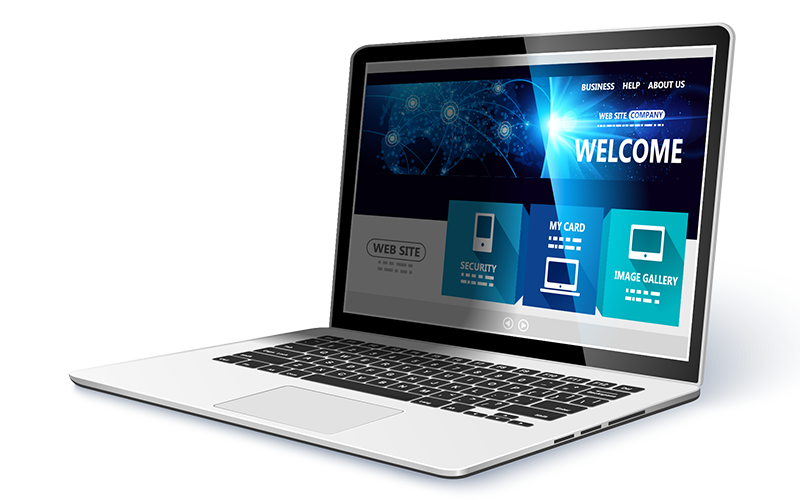 BUSINESS HELP ABOUT US
WEB SITE COMPANY
WELCOME
WEB SITE
SECURITY
MY CARD
IMAGE GALLERY